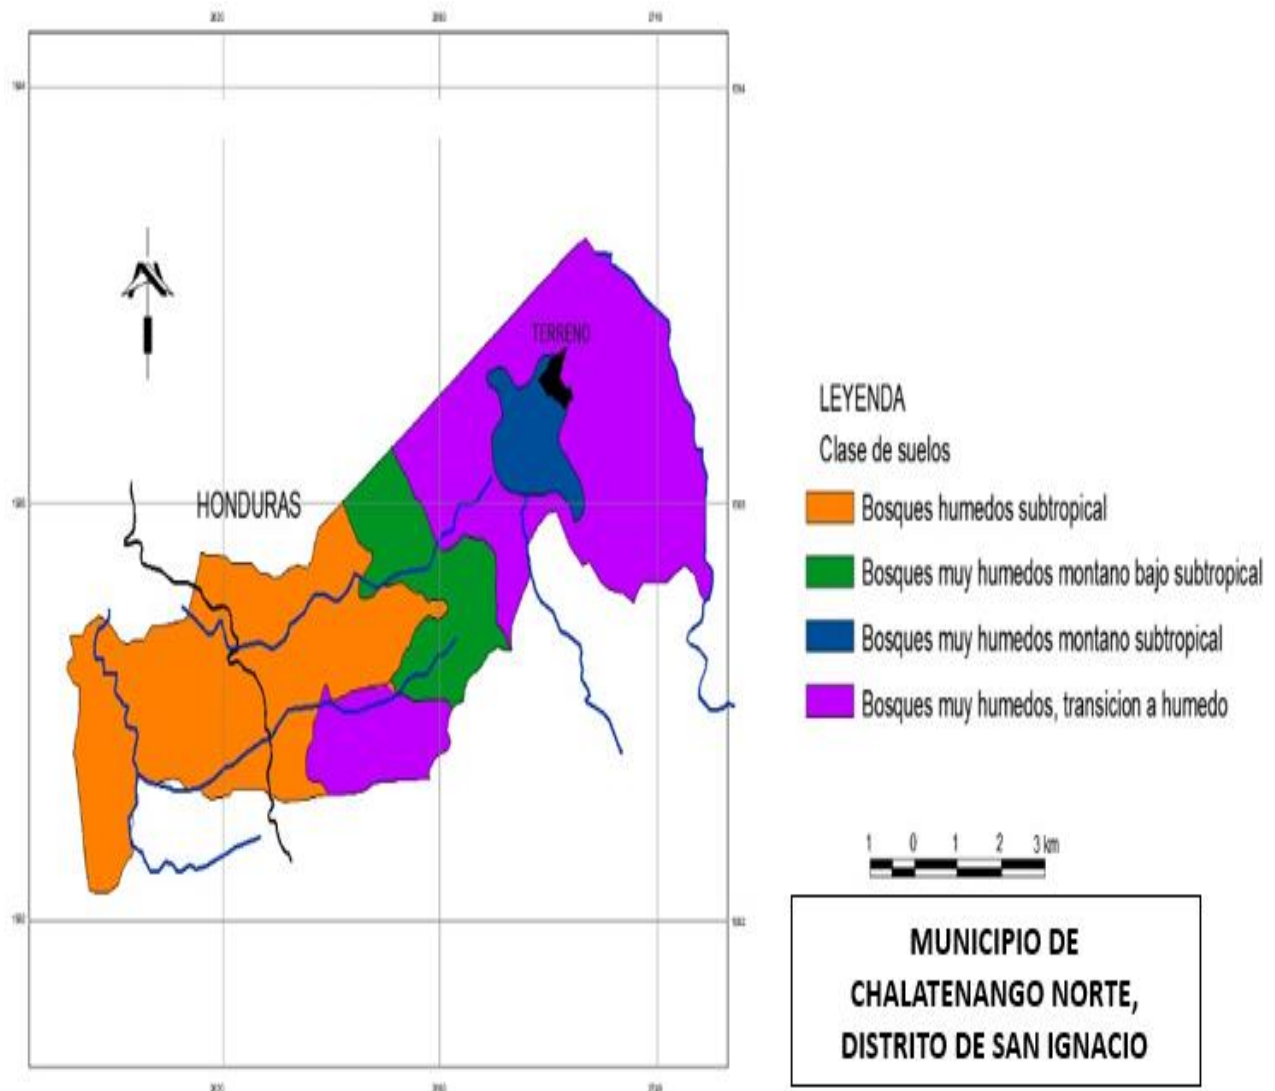 TERRENO
HONDURAS
LEYENDA
Clase de suelos
Bosques humedos subtropical
Bosques muy humedos montano bajo subtropical
Bosques muy humedos montano subtropical
Bosques muy humedos, transicion a humedo
1 0 1 2 3 km
MUNICIPIO DE
CHALATENANGO NORTE,
DISTRITO DE SAN IGNACIO